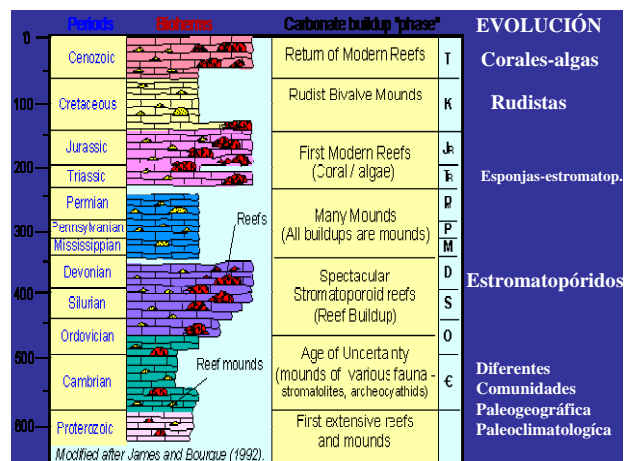 Periods Bioherms Carbonate buildup "phase" EVOLUCIÓN
0
Cenozoic Return of Modern Reefs T Corales-algas
100
Cretaceous Rudist Bivalve Mounds K Rudistas
Jurassic First Modern Reefs JR
200
(Coral / algae)
Triassic TR Esponjas-estromatop.
Permian P
Reefs Many Mounds
300
Pennsylvanian (All buildups are mounds) P
Mississippian M
Devonian Spectacular D Estromatopóridos
400
Silurian Stromatoporoid reefs S
(Reef Buildup)
Ordovician O
500
Reef mounds Age of Uncertainty
Cambrian (mounds of various fauna - Є
stromatolites, archeocyathids)
Diferentes
Comunidades
Paleogeográfica
Paleoclimatologíca
600
Proterozoic First extensive reefs
and mounds
Modified after James and Bourque (1992).